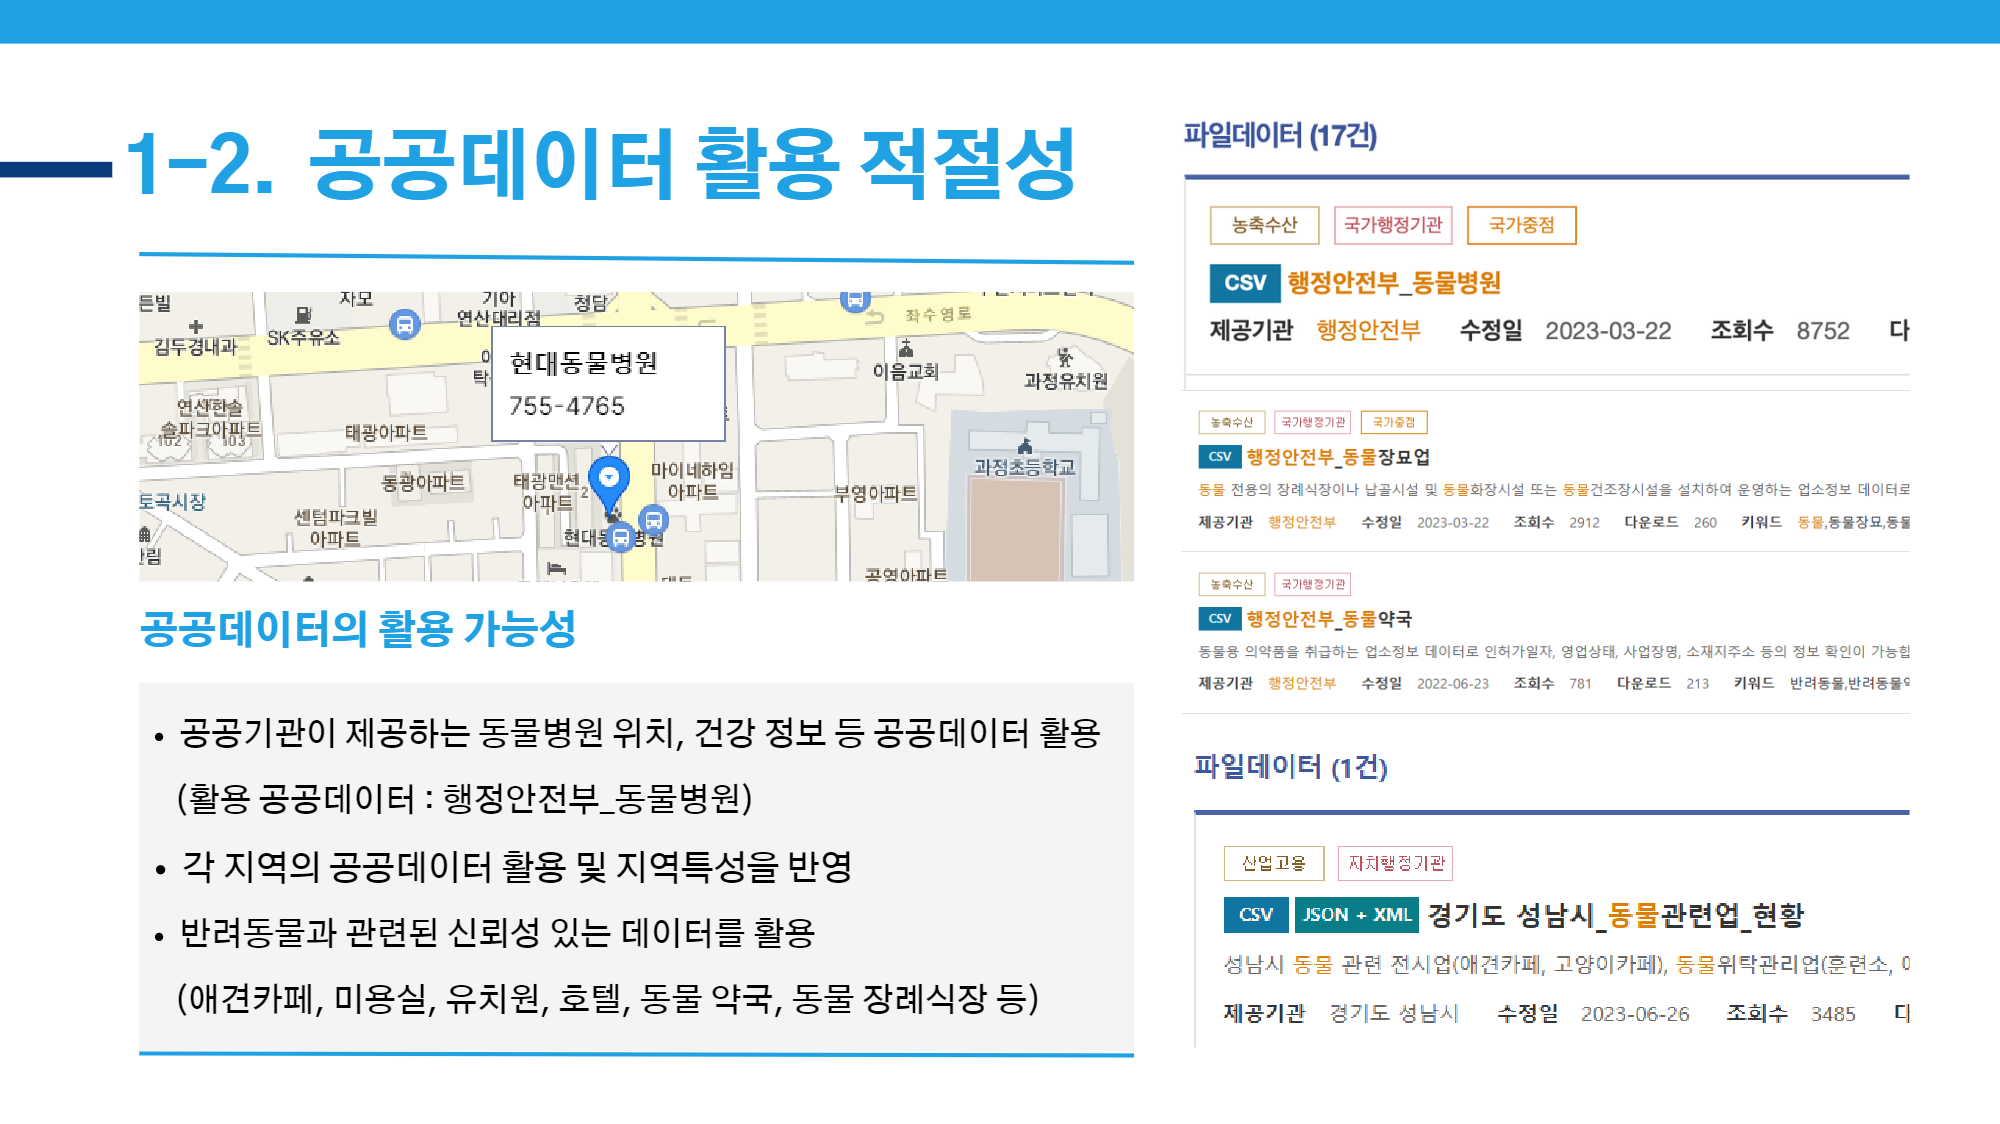 1-2. 공공데이터 활용 적절성
든빌
자모
기아
연산대리점
청담
좌수영로
SK주유소
김두경내과
현대동물병원
755-4765
이음교회
과정유치원
연산한솔
솔파크아파트
102
103
태광아파트
동광아파트
태광맨션
아파트
2
마이네하임
아파트
부영아파트
과정초등학교
토곡시장
센텀파크빌
아파트
공영아파트
공공데이터의 활용 가능성
• 공공기관이 제공하는 동물병원 위치, 건강 정보 등 공공데이터 활용
(활용 공공데이터 : 행정안전부_동물병원)
• 각 지역의 공공데이터 활용 및 지역특성을 반영
• 반려동물과 관련된 신뢰성 있는 데이터를 활용
(애견카페, 미용실, 유치원, 호텔, 동물 약국, 동물 장례식장 등)
파일데이터 (17건)
농축수산 국가행정기관 국가중점
CSV 행정안전부_동물병원
제공기관 행정안전부 수정일 2023-03-22 조회수 8752 다
농축수산 국가행정기관 국가중점
CSV 행정안전부_동물장묘업
동물 전용의 장례식장이나 납골시설 및 동물화장시설 또는 동물건조장시설을 설치하여 운영하는 업소정보 데이터로
제공기관 행정안전부 수정일 2023-03-22 조회수 2912 다운로드 260 키워드 동물,동물장묘,동물
농축수산 국가행정기관
CSV 행정안전부_동물약국
동물용 의약품을 취급하는 업소정보 데이터로 인허가일자, 영업상태, 사업장명, 소재지주소 등의 정보 확인이 가능합
제공기관 행정안전부 수정일 2022-06-23 조회수 781 다운로드 213 키워드 반려동물,반려동물약
파일데이터 (1건)
산업고용 자치행정기관
CSV JSON + XML 경기도 성남시_동물관련업_현황
성남시 동물 관련 전시업(애견카페, 고양이카페), 동물위탁관리업(훈련소,
제공기관 경기도 성남시 수정일 2023-06-26 조회수 3485 다